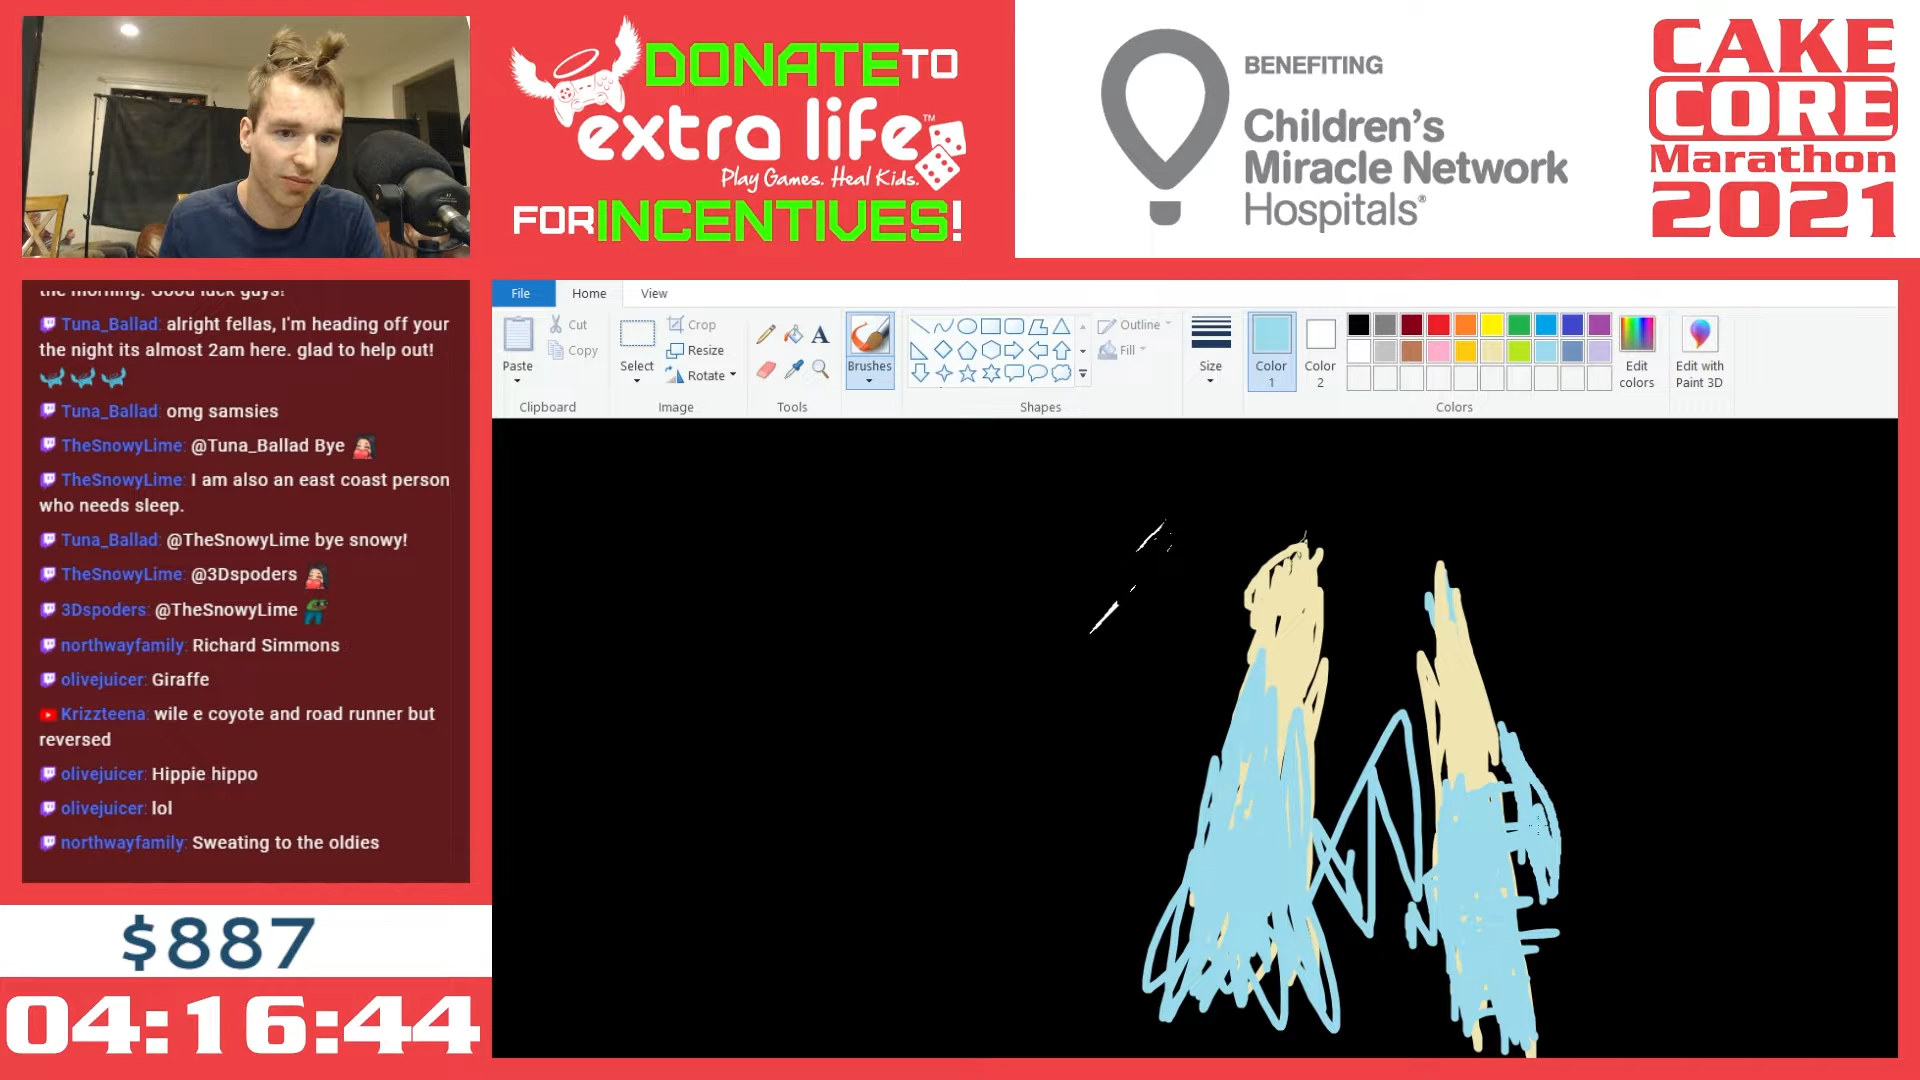 DONATE TO
extra life™
Play Games. Heal Kids.
FOR INCENTIVES!
BENEFITING
Children's
Miracle Network
Hospitals®
CAKE
CORE
Marathon
2021
the morning. Good luck guys!
Tuna_Ballad: alright fellas, I'm heading off your
the night its almost 2am here. glad to help out!
Tuna_Ballad: omg samsies
TheSnowyLime: @Tuna_Ballad Bye
TheSnowyLime: I am also an east coast person
who needs sleep.
Tuna_Ballad: @TheSnowyLime bye snowy!
TheSnowyLime: @3Dspoders
3Dspoders: @TheSnowyLime
northwayfamily: Richard Simmons
olivejuicer: Giraffe
Krizzteena: wile e coyote and road runner but
reversed
olivejuicer: Hippie hippo
olivejuicer: lol
northwayfamily: Sweating to the oldies
$887
04:16:44
File Home View
Paste
Cut
Copy
Clipboard
Select
Crop
Resize
Rotate
Image
A
Tools
Brushes
Outline
Fill
Shapes
Size
Color
1
Color
2
Edit
colors
Colors
Edit with
Paint 3D